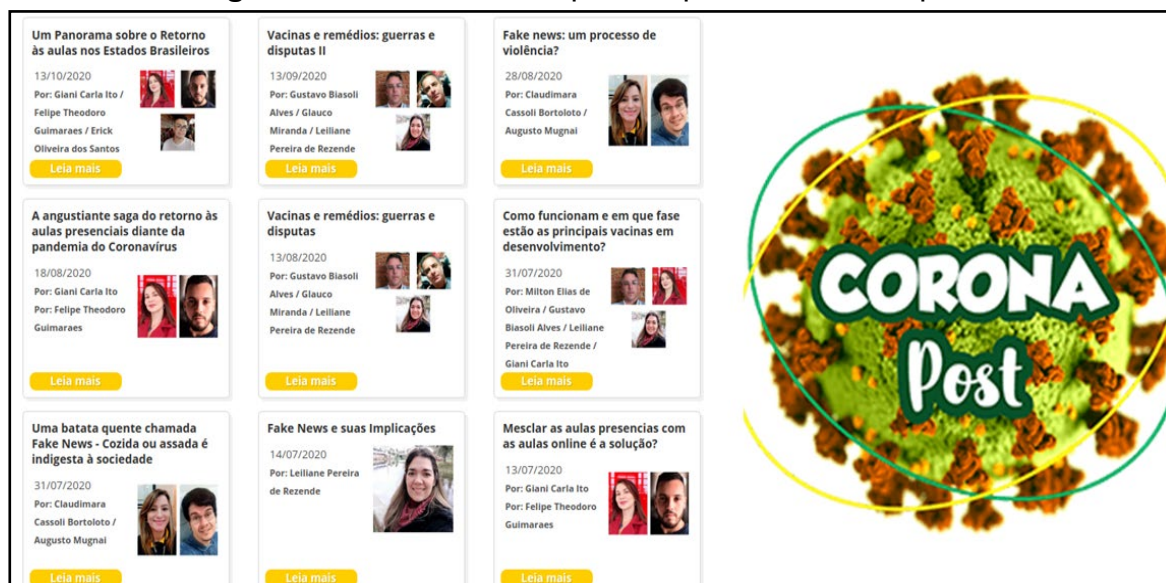 Um Panorama sobre o Retorno
às aulas nos Estados Brasileiros
13/10/2020
Por: Giani Carla Ito /
Felipe Theodoro
Guimaraes / Erick
Oliveira dos Santos
Leia mais
Vacinas e remédios: guerras e
disputas II
13/09/2020
Por: Gustavo Biasoli
Alves / Glauco
Miranda / Leiliane
Pereira de Rezende
Leia mais
Fake news: um processo de
violência?
28/08/2020
Por: Claudimara
Cassoli Bortoloto /
Augusto Mugnai
Leia mais
A angustiante saga do retorno às
aulas presenciais diante da
pandemia do Coronavírus
18/08/2020
Por: Giani Carla Ito
Por: Felipe Theodoro
Guimaraes
Leia mais
Vacinas e remédios: guerras e
disputas
13/08/2020
Por: Gustavo Biasoli
Alves / Glauco
Miranda / Leiliane
Pereira de Rezende
Leia mais
Como funcionam e em que fase
estão as principais vacinas em
desenvolvimento?
31/07/2020
Por: Milton Elias de
Oliveira / Gustavo
Biasoli Alves / Leiliane
Pereira de Rezende /
Giani Carla Ito
Leia mais
Uma batata quente chamada
Fake News - Cozida ou assada é
indigesta à sociedade
31/07/2020
Por: Claudimara
Cassoli Bortoloto /
Augusto Mugnai
Leia mais
Fake News e suas Implicações
14/07/2020
Por: Leiliane Pereira
de Rezende
Leia mais
Mesclar as aulas presencias com
as aulas online é a solução?
13/07/2020
Por: Giani Carla Ito
Por: Felipe Theodoro
Guimaraes
Leia mais
CORONA
Post